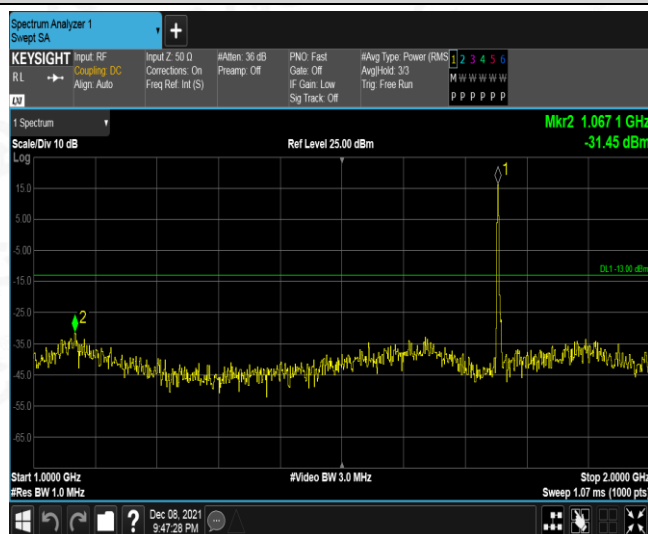 Spectrum Analyzer 1
Swept SA
+
KEYSIGHT Input: RF Input Z: 50 Ω #Atten: 36 dB PNO: Fast #Avg Type: Power (RMS 1 2 3 4 5 6
RL Coupling: DC Corrections: On Preamp: Off Gate: Off Avg|Hold: 3/3 M W W W W W
Align: Auto Freq Ref: Int (S) IF Gain: Low Trig: Free Run
Sig Track: Off P P P P P P
LXI
1 Spectrum Mkr2 1.067 1 GHz
Scale/Div 10 dB Ref Level 25.00 dBm -31.45 dBm
Log
1
15.0
5.00
-5.00
DL1 -13.00 dBm
-15.0
-25.0
2
-35.0
-45.0
-55.0
-65.0
Start 1.0000 GHz #Video BW 3.0 MHz Stop 2.0000 GHz
#Res BW 1.0 MHz Sweep 1.07 ms (1000 pts)
? Dec 08, 2021
9:47:28 PM